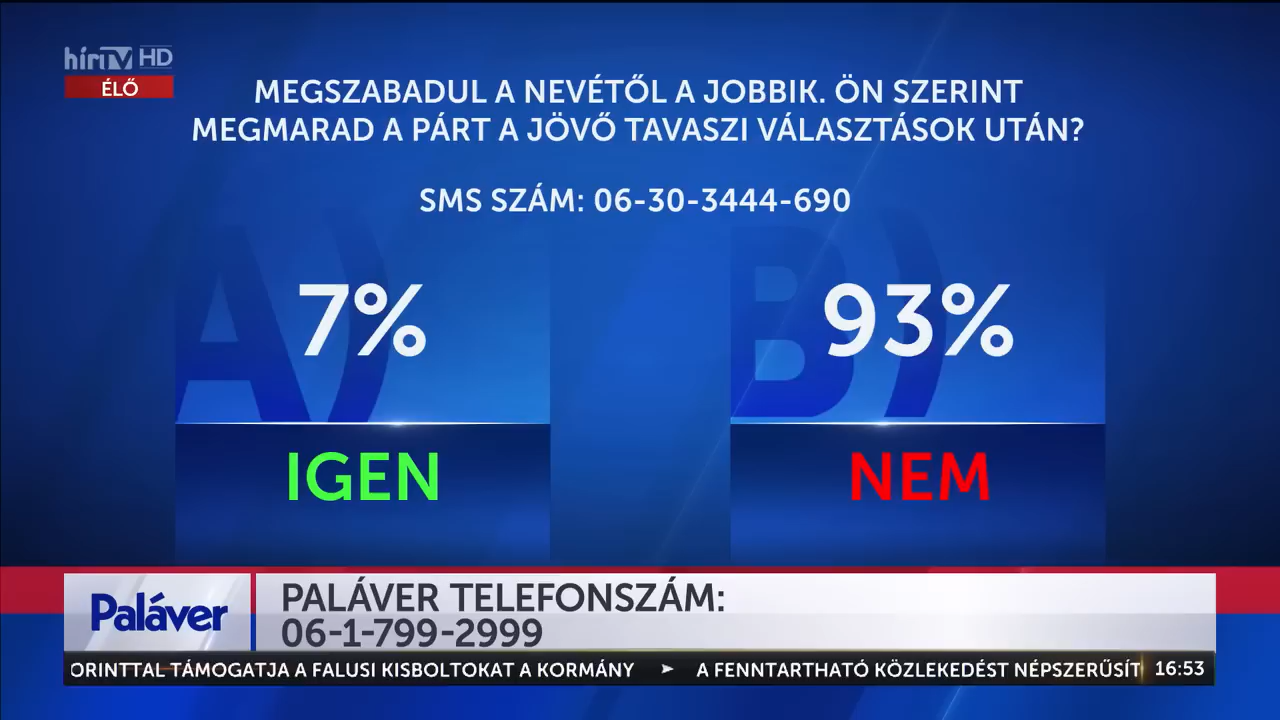 híriTV HD
ÉLŐ
MEGSZABADUL A NEVÉTŐL A JOBBIK. ÖN SZERINT
MEGMARAD A PÁRT A JÖVŐ TAVASZI VÁLASZTÁSOK UTÁN?
SMS SZÁM: 06-30-3444-690
A)
7%
IGEN
B)
93%
NEM
Paláver
PALÁVER TELEFONSZÁM:
06-1-799-2999
ORINTTAL TÁMOGATJA A FALUSI KISBOLTOKAT A KORMÁNY ➤ A FENNTARTHATÓ KÖZLEKEDÉST NÉPSZERŰSÍT
16:53